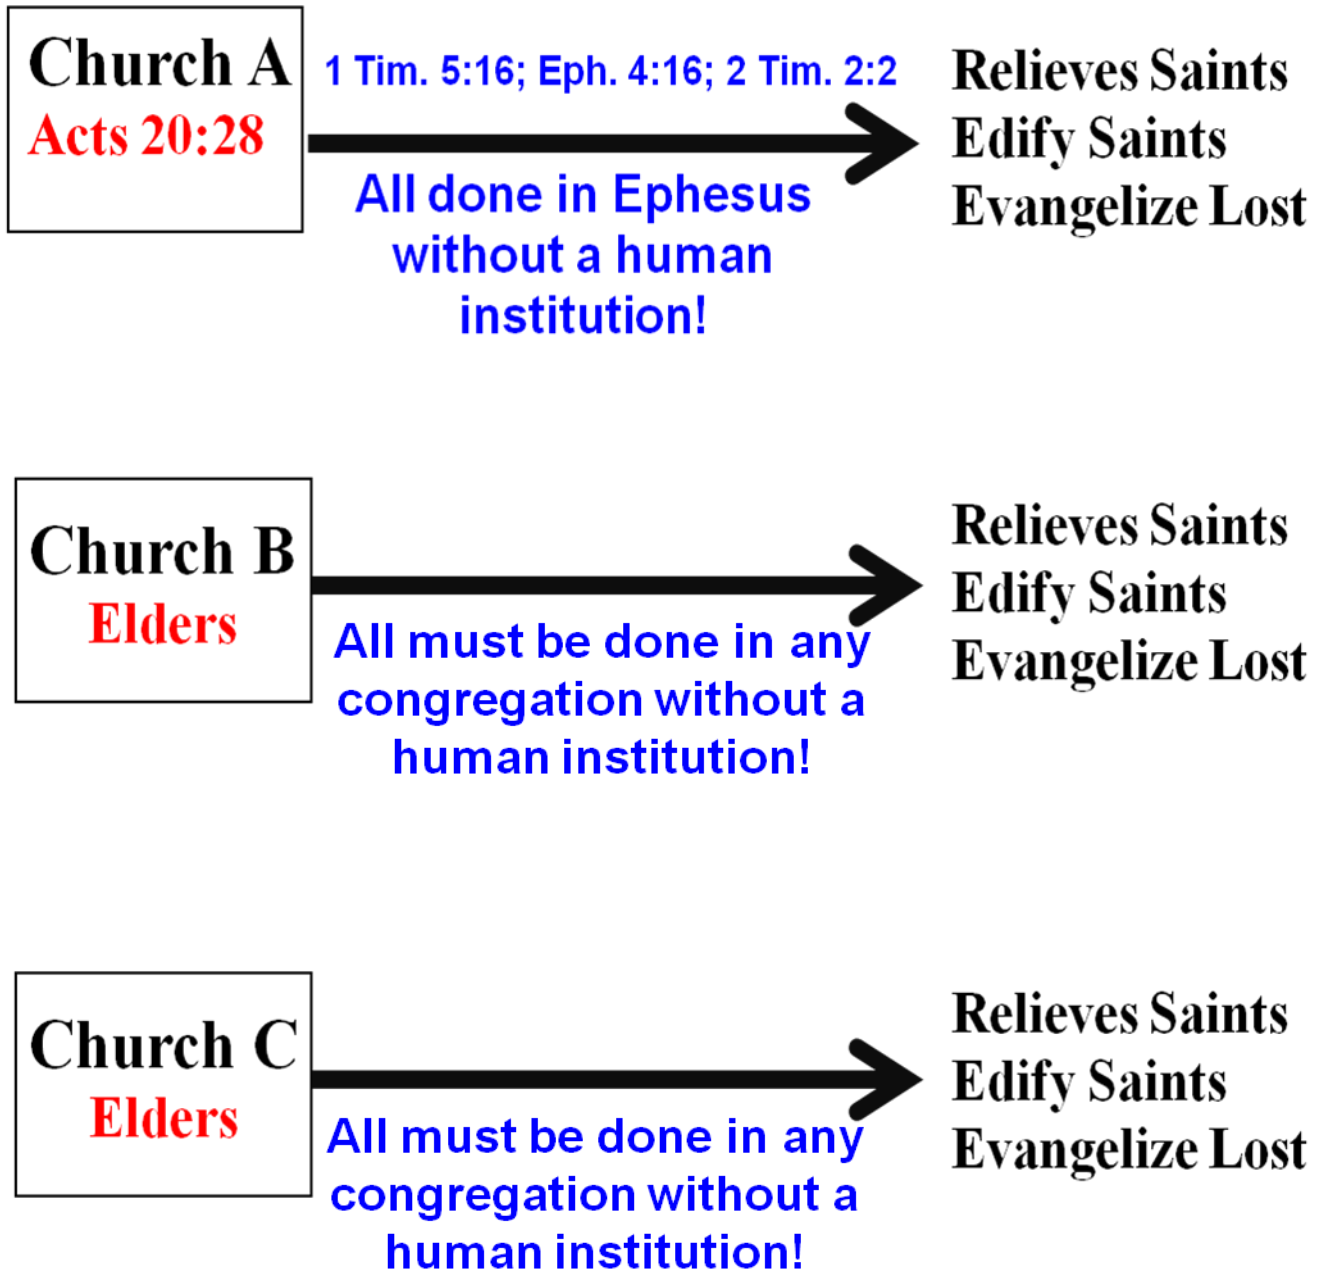 Church A
Acts 20:28
1 Tim. 5:16; Eph. 4:16; 2 Tim. 2:2
All done in Ephesus
without a human
institution!
Relieves Saints
Edify Saints
Evangelize Lost
Church B
Elders
All must be done in any
congregation without a
human institution!
Relieves Saints
Edify Saints
Evangelize Lost
Church C
Elders
All must be done in any
congregation without a
human institution!
Relieves Saints
Edify Saints
Evangelize Lost